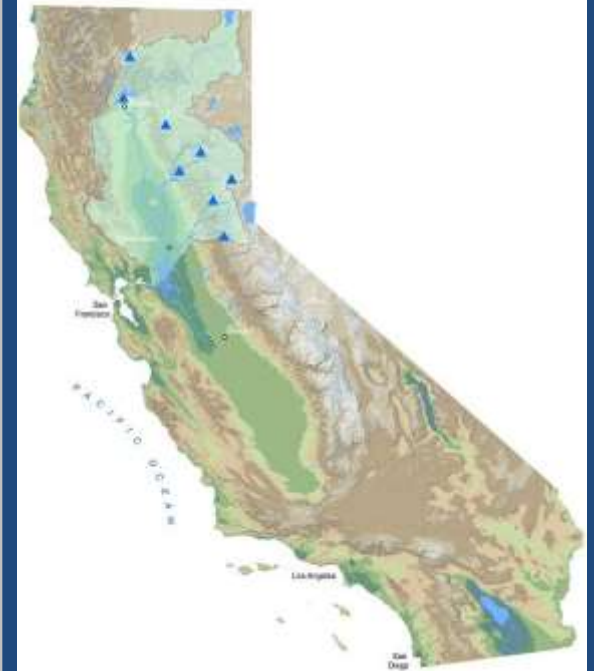 San
Francisco
PACIFIC OCEAN
Los Angeles
San
Diego